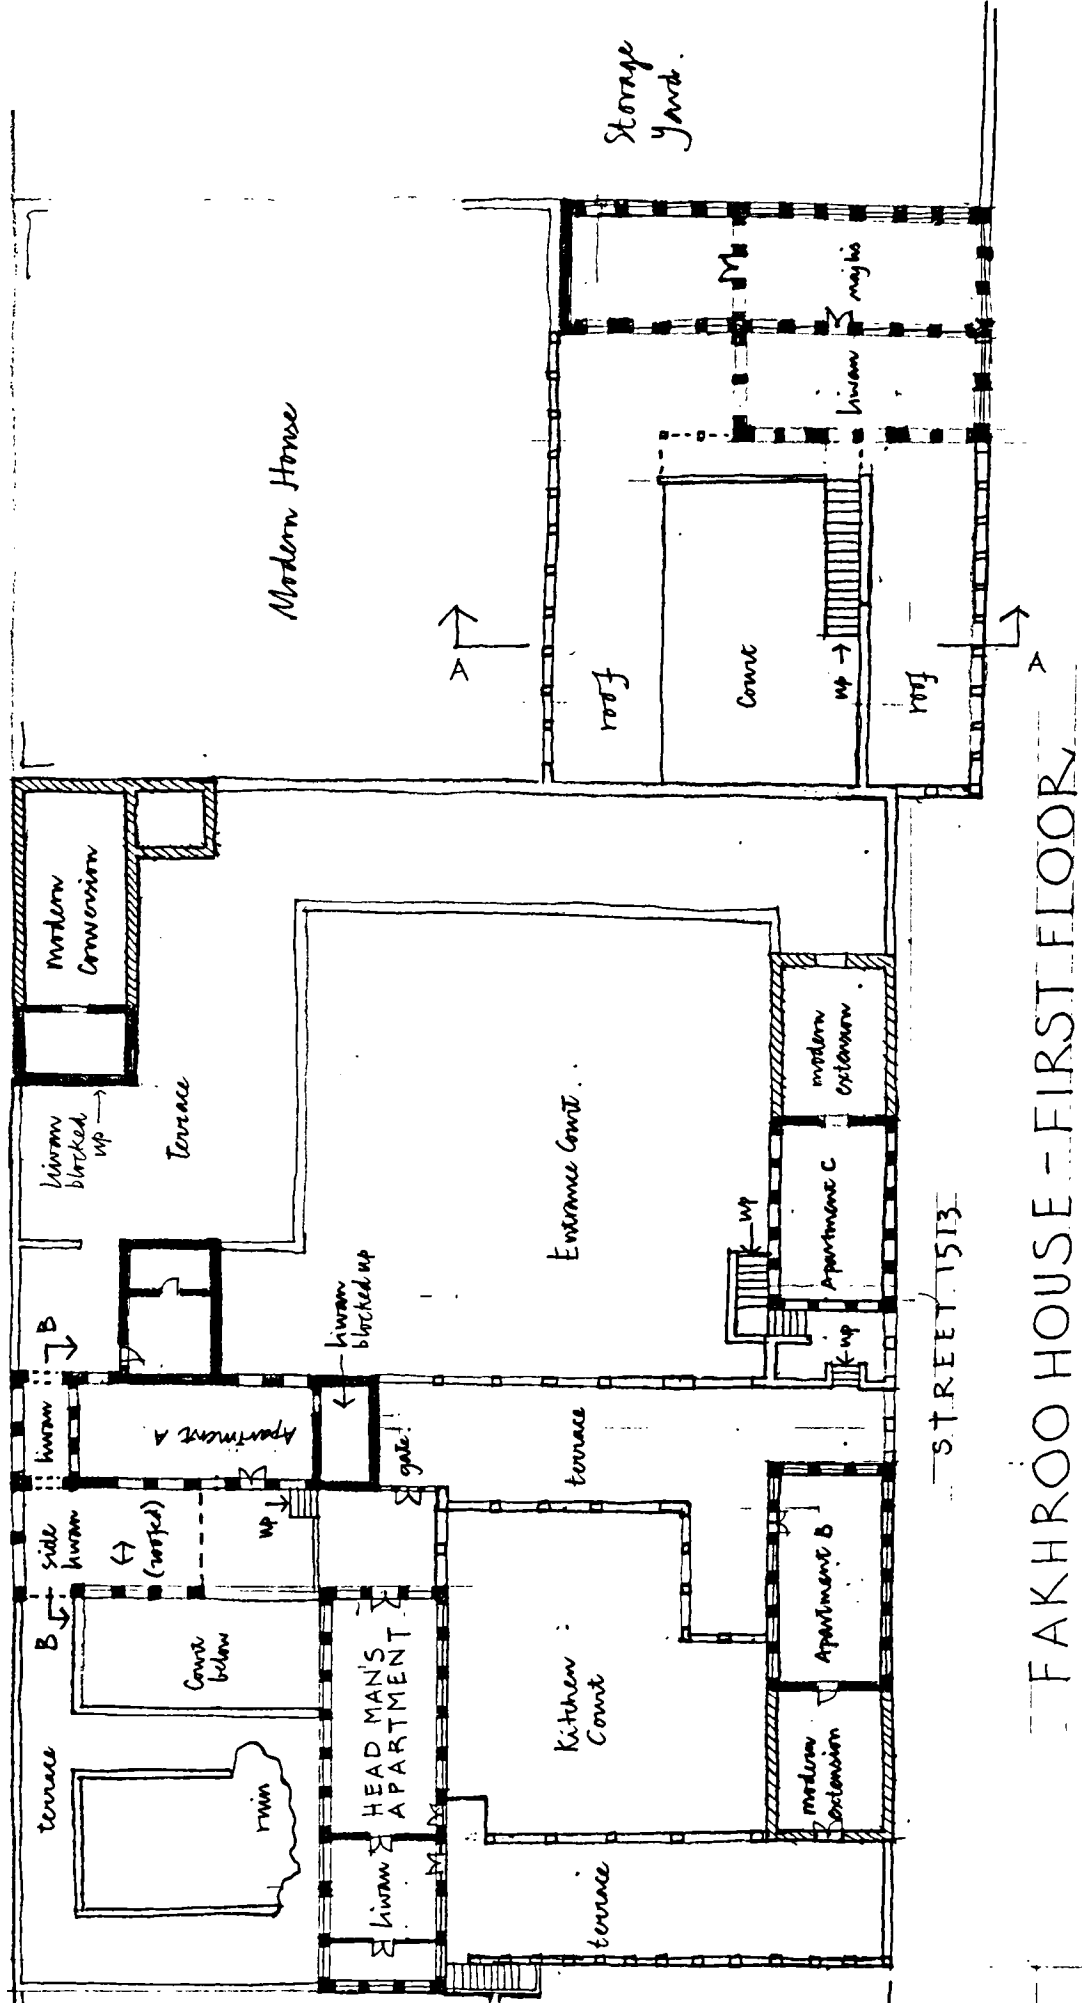 Storage
Yard.
Modern House
majlis
liwan
A
A
roof
Court
up →
roof
modern
Conversion
liwan
blocked
up →
Terrace
modern
extension
Entrance Court.
Apartment C
← up
← up
liwan
blocked up
B
B
liwan
Apartment A
gate
terrace
side
liwan
(roofed)
up
Court
below
HEAD MAN'S
APARTMENT
Kitchen
Court
Apartment B
modern
extension
terrace
ruin
liwan
terrace
STREET 1513
FAKHROO HOUSE - FIRST FLOOR